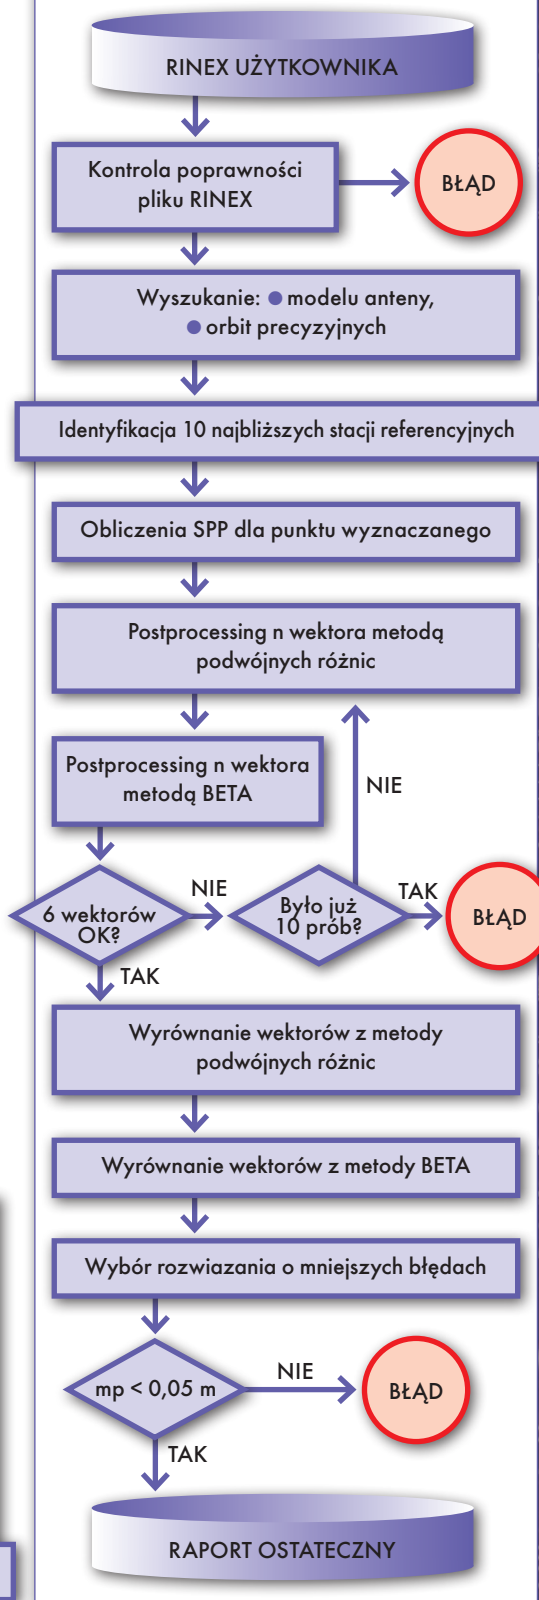 RINEX UŻYTKOWNIKA
Kontrola poprawności
pliku RINEX
BŁĄD
Wyszukanie: ● modelu anteny,
● orbit precyzyjnych
Identyfikacja 10 najbliższych stacji referencyjnych
Obliczenia SPP dla punktu wyznaczanego
Postprocessing n wektora metodą
podwójnych różnic
Postprocessing n wektora
metodą BETA
NIE
6 wektorów
OK?
NIE
Było już
10 prób?
TAK
BŁĄD
TAK
Wyrównanie wektorów z metody
podwójnych różnic
Wyrównanie wektorów z metody BETA
Wybór rozwiazania o mniejszych błędach
mp < 0,05 m
NIE
BŁĄD
TAK
RAPORT OSTATECZNY